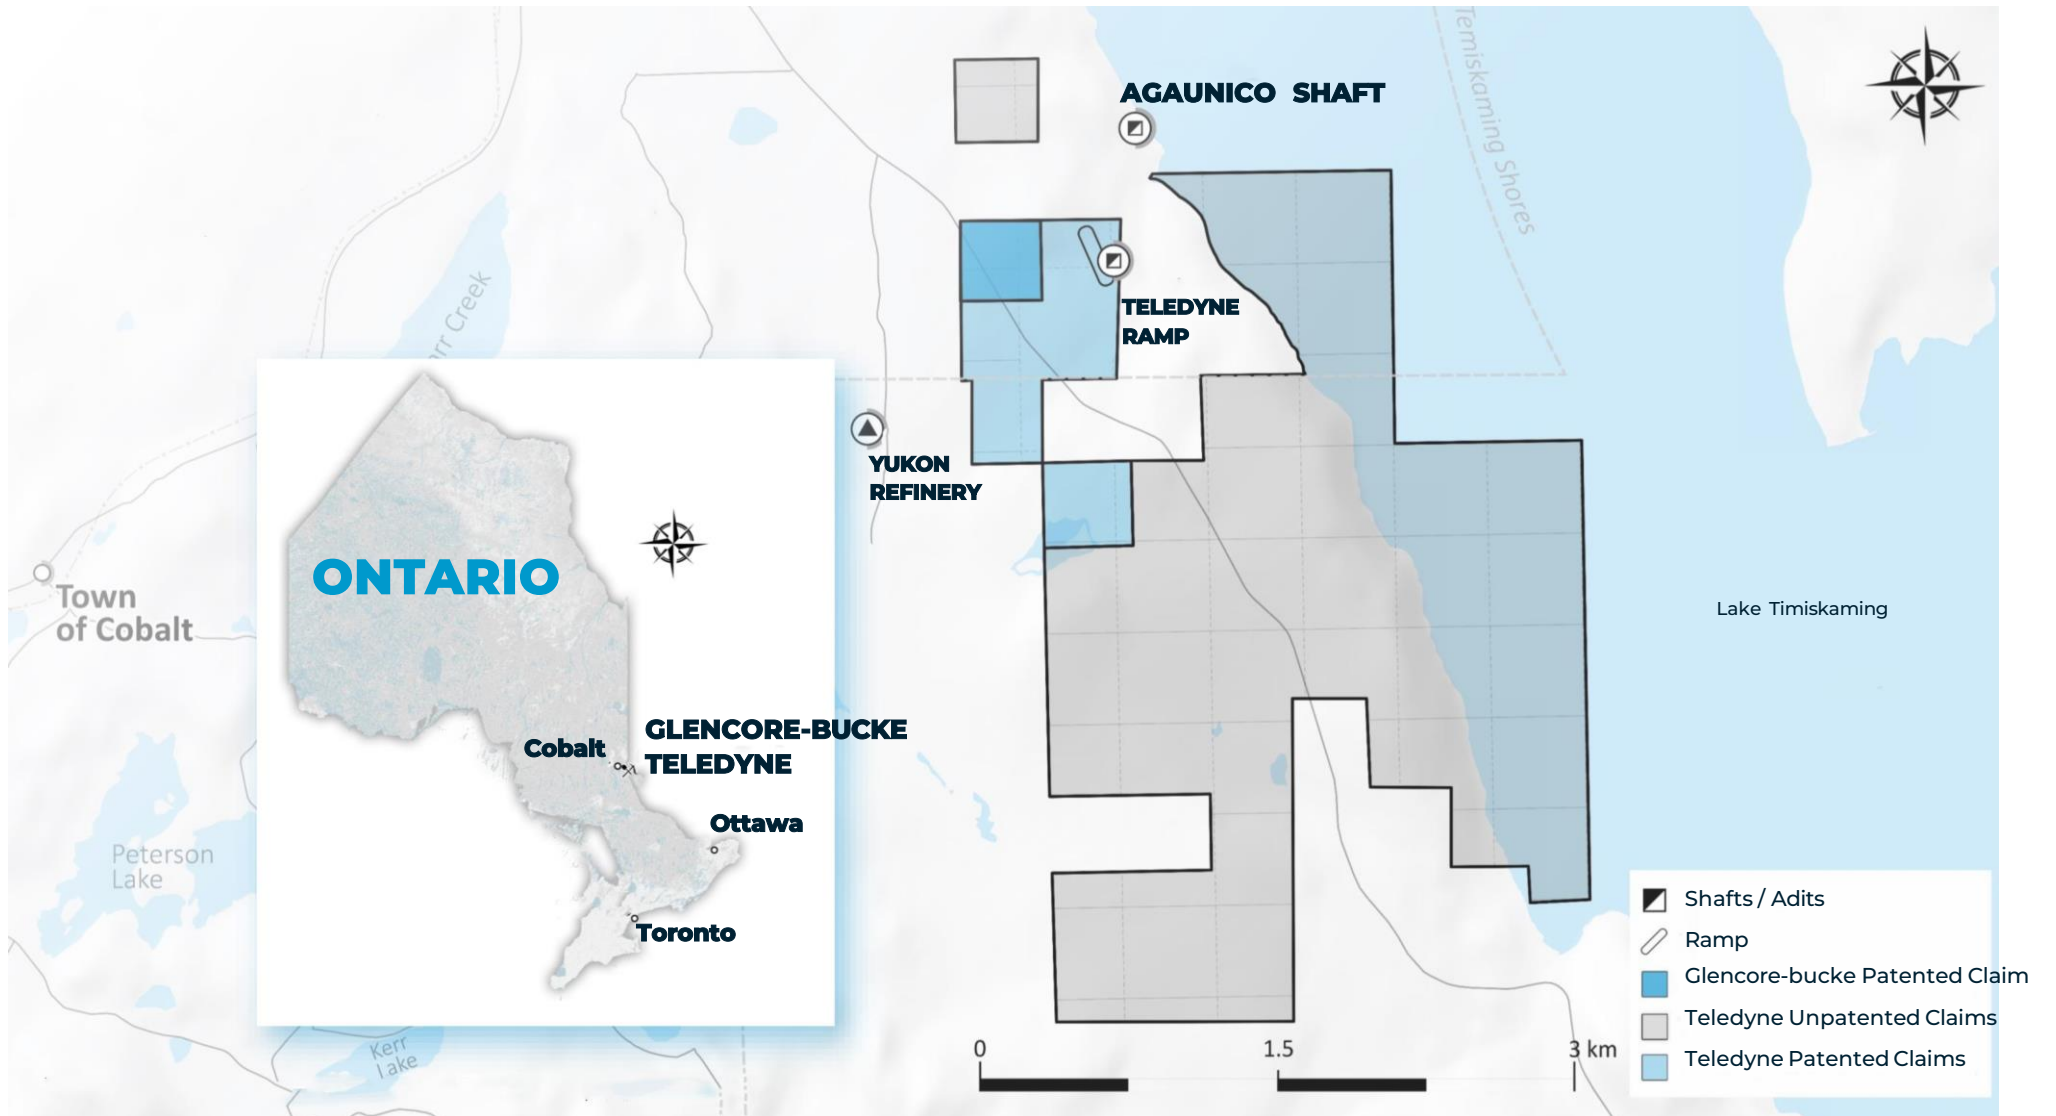 AGAUNICO SHAFT
Temiskaming Shores
TELEDYNE
RAMP
YUKON
REFINERY
Town
of Cobalt
ONTARIO
Cobalt
GLENCORE-BUCKE
TELEDYNE
Ottawa
Toronto
Lake Timiskaming
Peterson
Lake
Kerr
Lake
rr Creek
0 1.5 3 km
Shafts / Adits
Ramp
Glencore-bucke Patented Claim
Teledyne Unpatented Claims
Teledyne Patented Claims